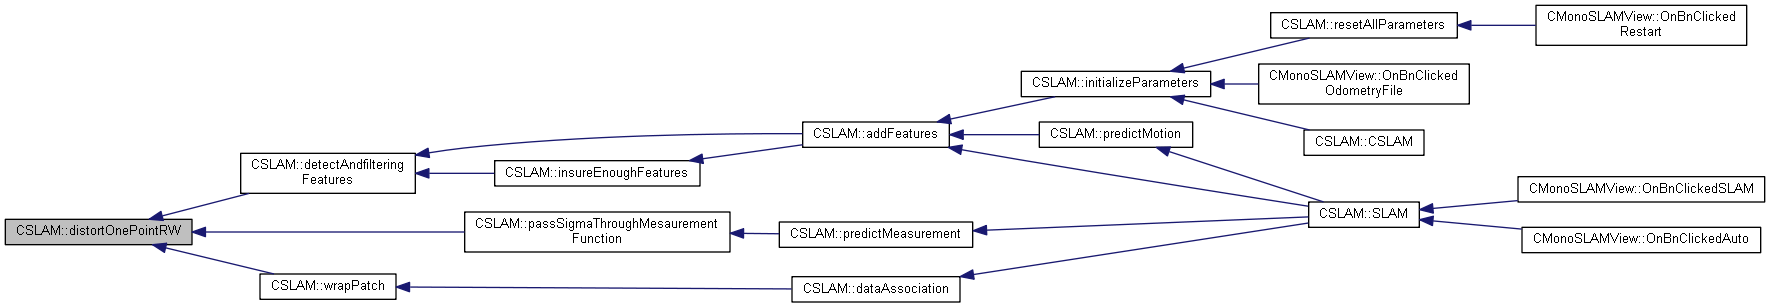 CSLAM::distortOnePointRW
CSLAM::detectAndfiltering
Features
CSLAM::insureEnoughFeatures
CSLAM::passSigmaThroughMesaurement
Function
CSLAM::wrapPatch
CSLAM::addFeatures
CSLAM::predictMeasurement
CSLAM::dataAssociation
CSLAM::initializeParameters
CSLAM::predictMotion
CSLAM::resetAllParameters
CMonoSLAMView::OnBnClicked
OdometryFile
CSLAM::CSLAM
CSLAM::SLAM
CMonoSLAMView::OnBnClicked
Restart
CMonoSLAMView::OnBnClickedSLAM
CMonoSLAMView::OnBnClickedAuto